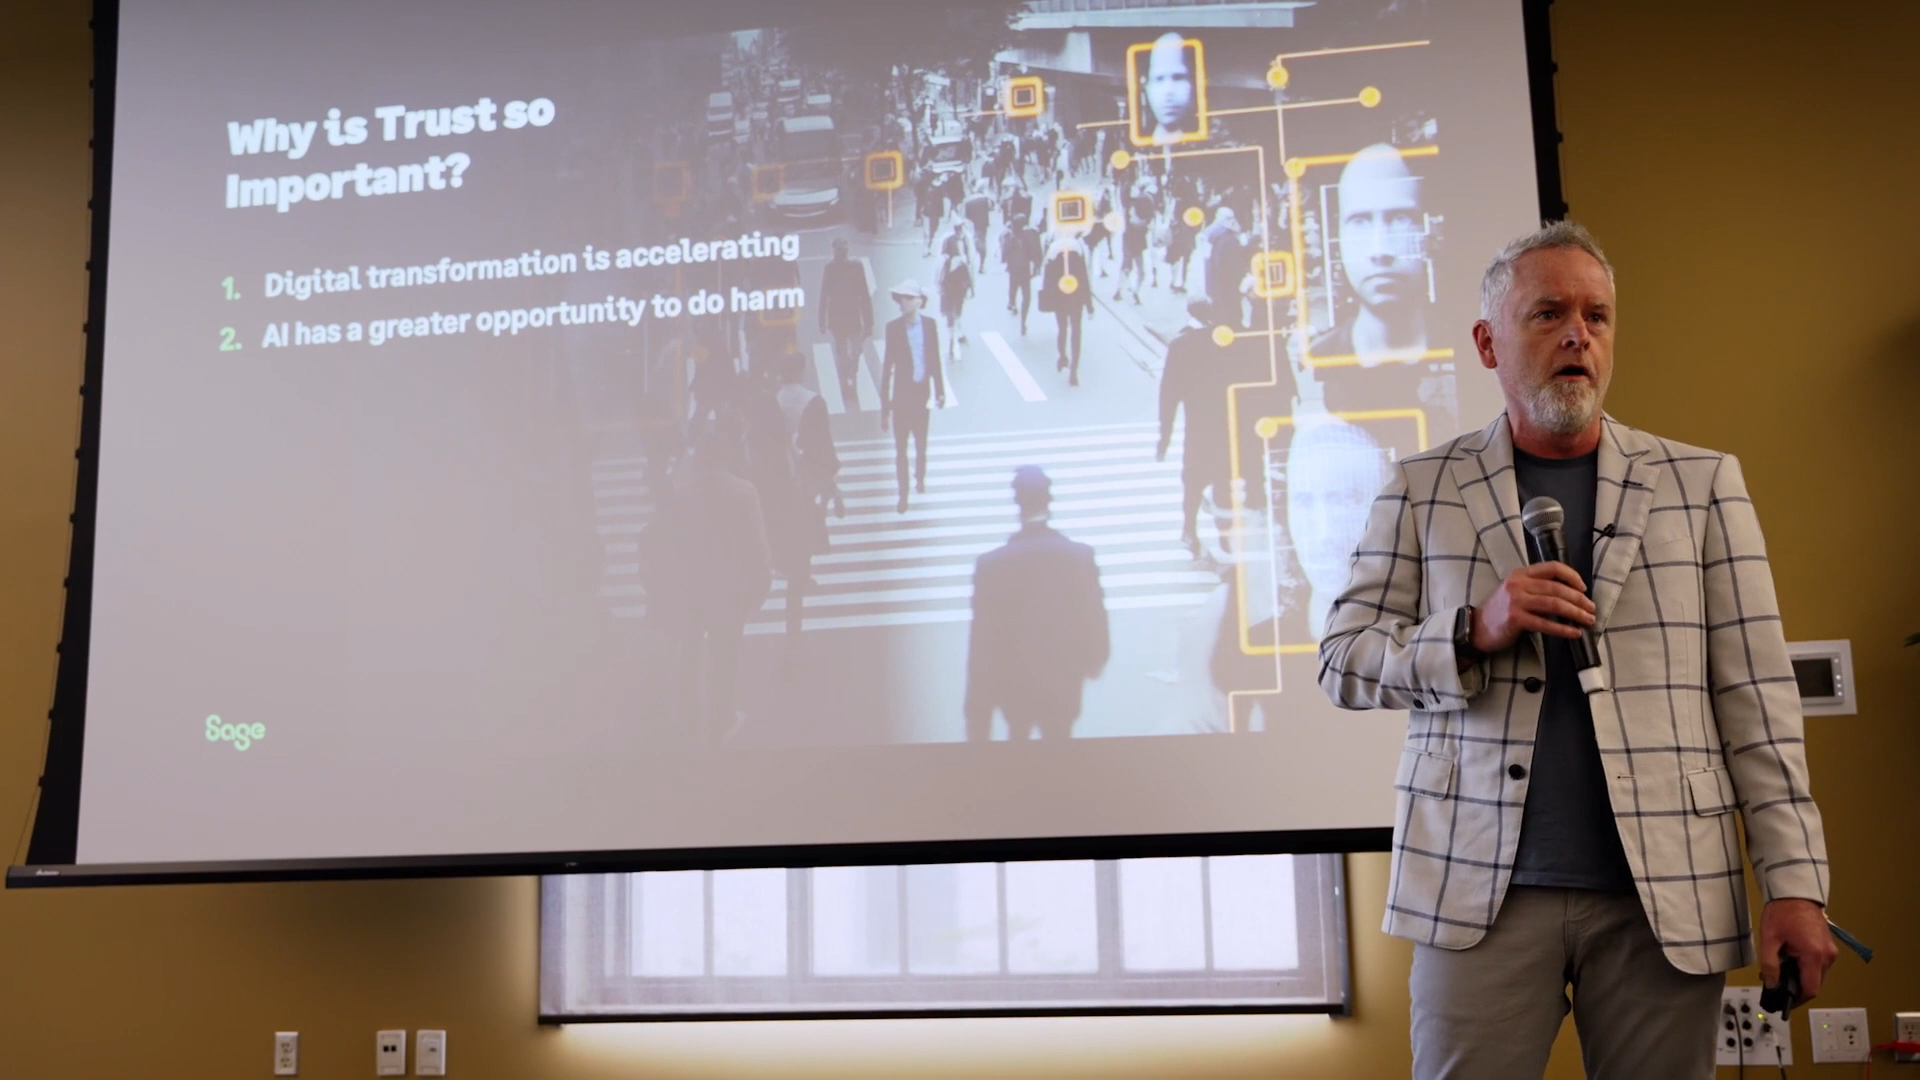 Why is Trust so
Important?
1. Digital transformation is accelerating
2. AI has a greater opportunity to do harm
Sage